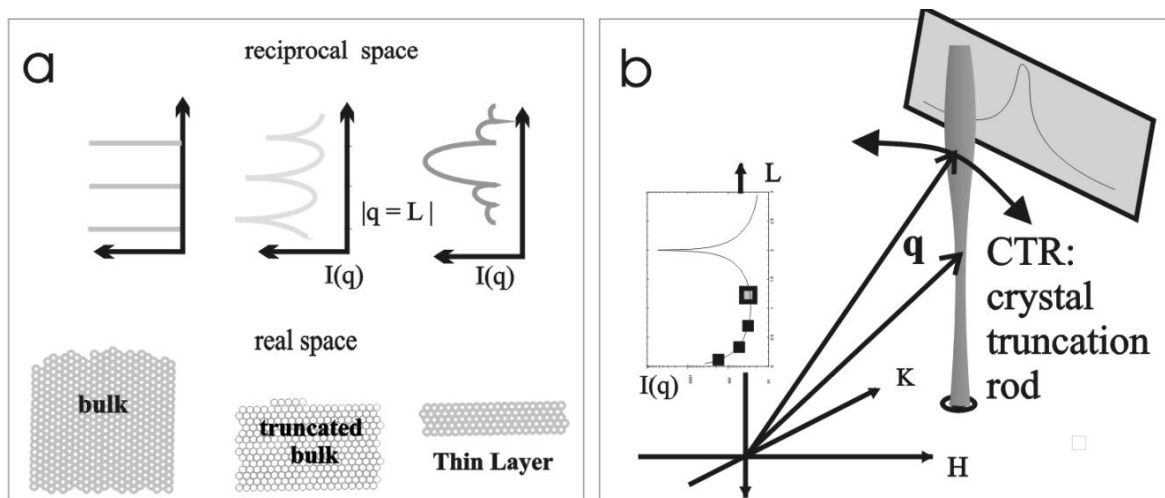 a
reciprocal space
|q = L |
I(q)
I(q)
real space
bulk
truncated
bulk
Thin Layer
b
L
q
CTR:
crystal
truncation
rod
I(q)
K
H